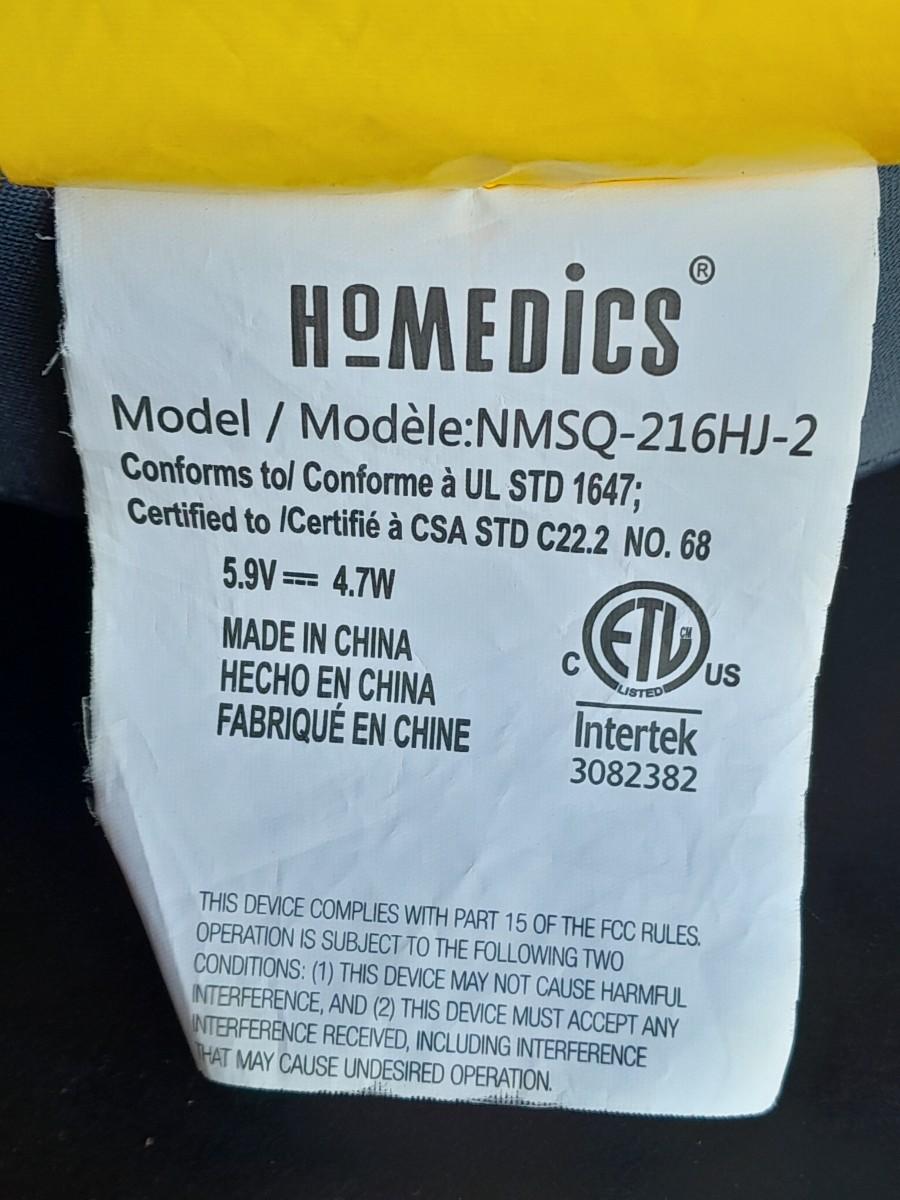 HOMEDICS®
Model / Modèle:NMSQ-216HJ-2
Conforms to/ Conforme à UL STD 1647;
Certified to /Certifié à CSA STD C22.2 NO. 68
5.9V ⎓ 4.7W
MADE IN CHINA
HECHO EN CHINA
FABRIQUÉ EN CHINE
C ETL CM US
LISTED
Intertek
3082382
THIS DEVICE COMPLIES WITH PART 15 OF THE FCC RULES.
OPERATION IS SUBJECT TO THE FOLLOWING TWO
CONDITIONS: (1) THIS DEVICE MAY NOT CAUSE HARMFUL
INTERFERENCE, AND (2) THIS DEVICE MUST ACCEPT ANY
INTERFERENCE RECEIVED, INCLUDING INTERFERENCE
THAT MAY CAUSE UNDESIRED OPERATION.